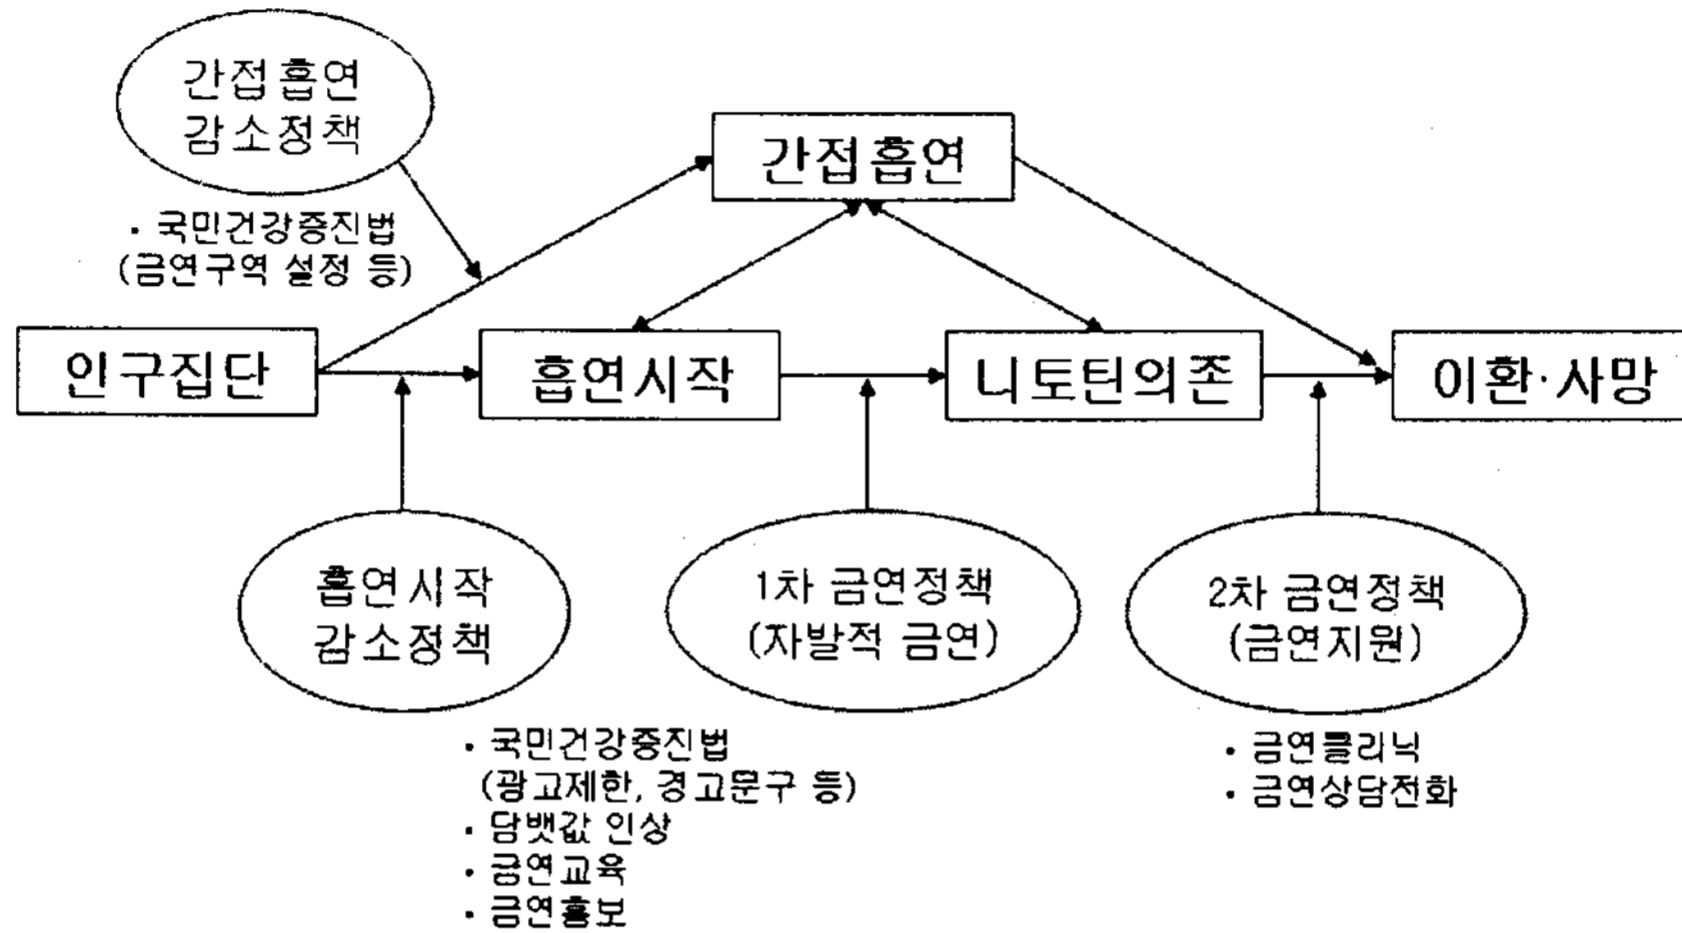 간접흡연
감소정책
· 국민건강증진법
(금연구역 설정 등)
간접흡연
인구집단
흡연시작
니토틴의존
이환·사망
흡연시작
감소정책
1차 금연정책
(자발적 금연)
2차 금연정책
(금연지원)
· 국민건강증진법
(광고제한, 경고문구 등)
· 담뱃값 인상
· 금연교육
· 금연홍보
· 금연클리닉
· 금연상담전화